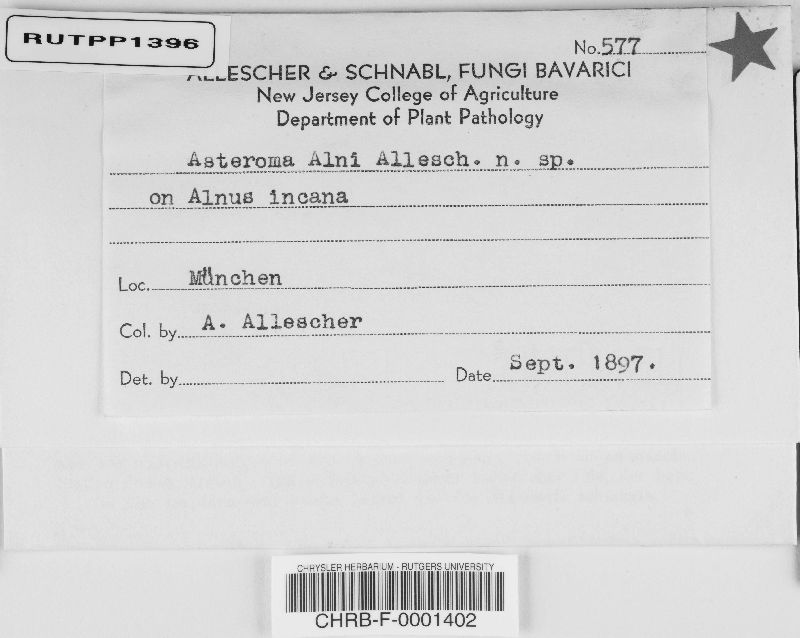 RUTPP1396
No. 577
ALLESCHER & SCHNABL, FUNGI BAVARICI
New Jersey College of Agriculture
Department of Plant Pathology
Asteroma Alni Allesch. n. sp.
on Alnus incana
Loc. München
Col. by A. Allescher
Det. by
Date Sept. 1897.
CHRYSLER HERBARIUM - RUTGERS UNIVERSITY
CHRB-F-0001402